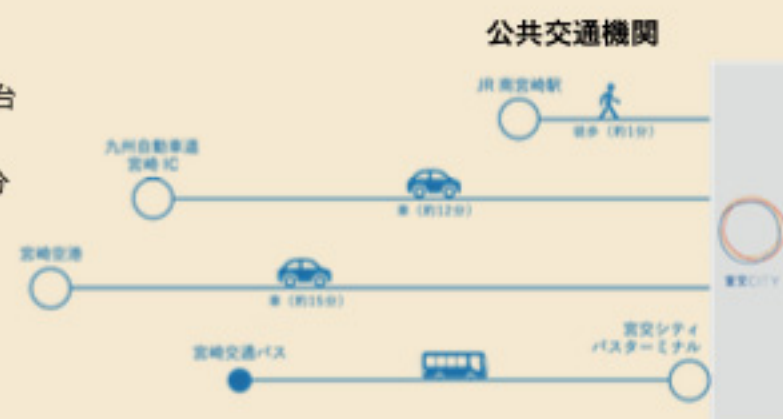 公共交通機関
台
分
JR 南宮崎駅
徒歩（約1分）
九州自動車道
宮崎 IC
車（約12分）
宮崎空港
車（約15分）
宮交CITY
宮崎交通バス
宮交シティ
バスターミナル